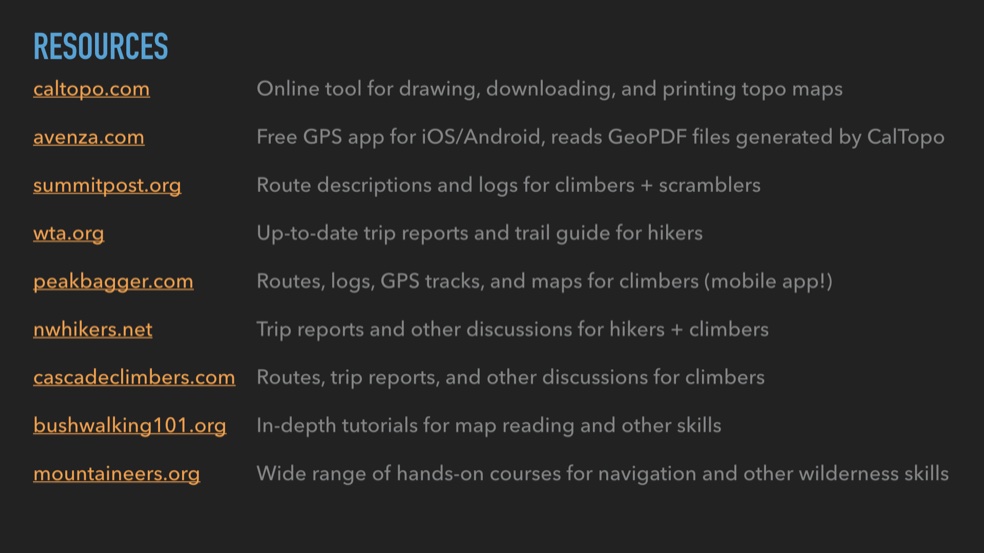 RESOURCES
caltopo.com Online tool for drawing, downloading, and printing topo maps
avenza.com Free GPS app for iOS/Android, reads GeoPDF files generated by CalTopo
summitpost.org Route descriptions and logs for climbers + scramblers
wta.org Up-to-date trip reports and trail guide for hikers
peakbagger.com Routes, logs, GPS tracks, and maps for climbers (mobile app!)
nwhikers.net Trip reports and other discussions for hikers + climbers
cascadeclimbers.com Routes, trip reports, and other discussions for climbers
bushwalking101.org In-depth tutorials for map reading and other skills
mountaineers.org Wide range of hands-on courses for navigation and other wilderness skills